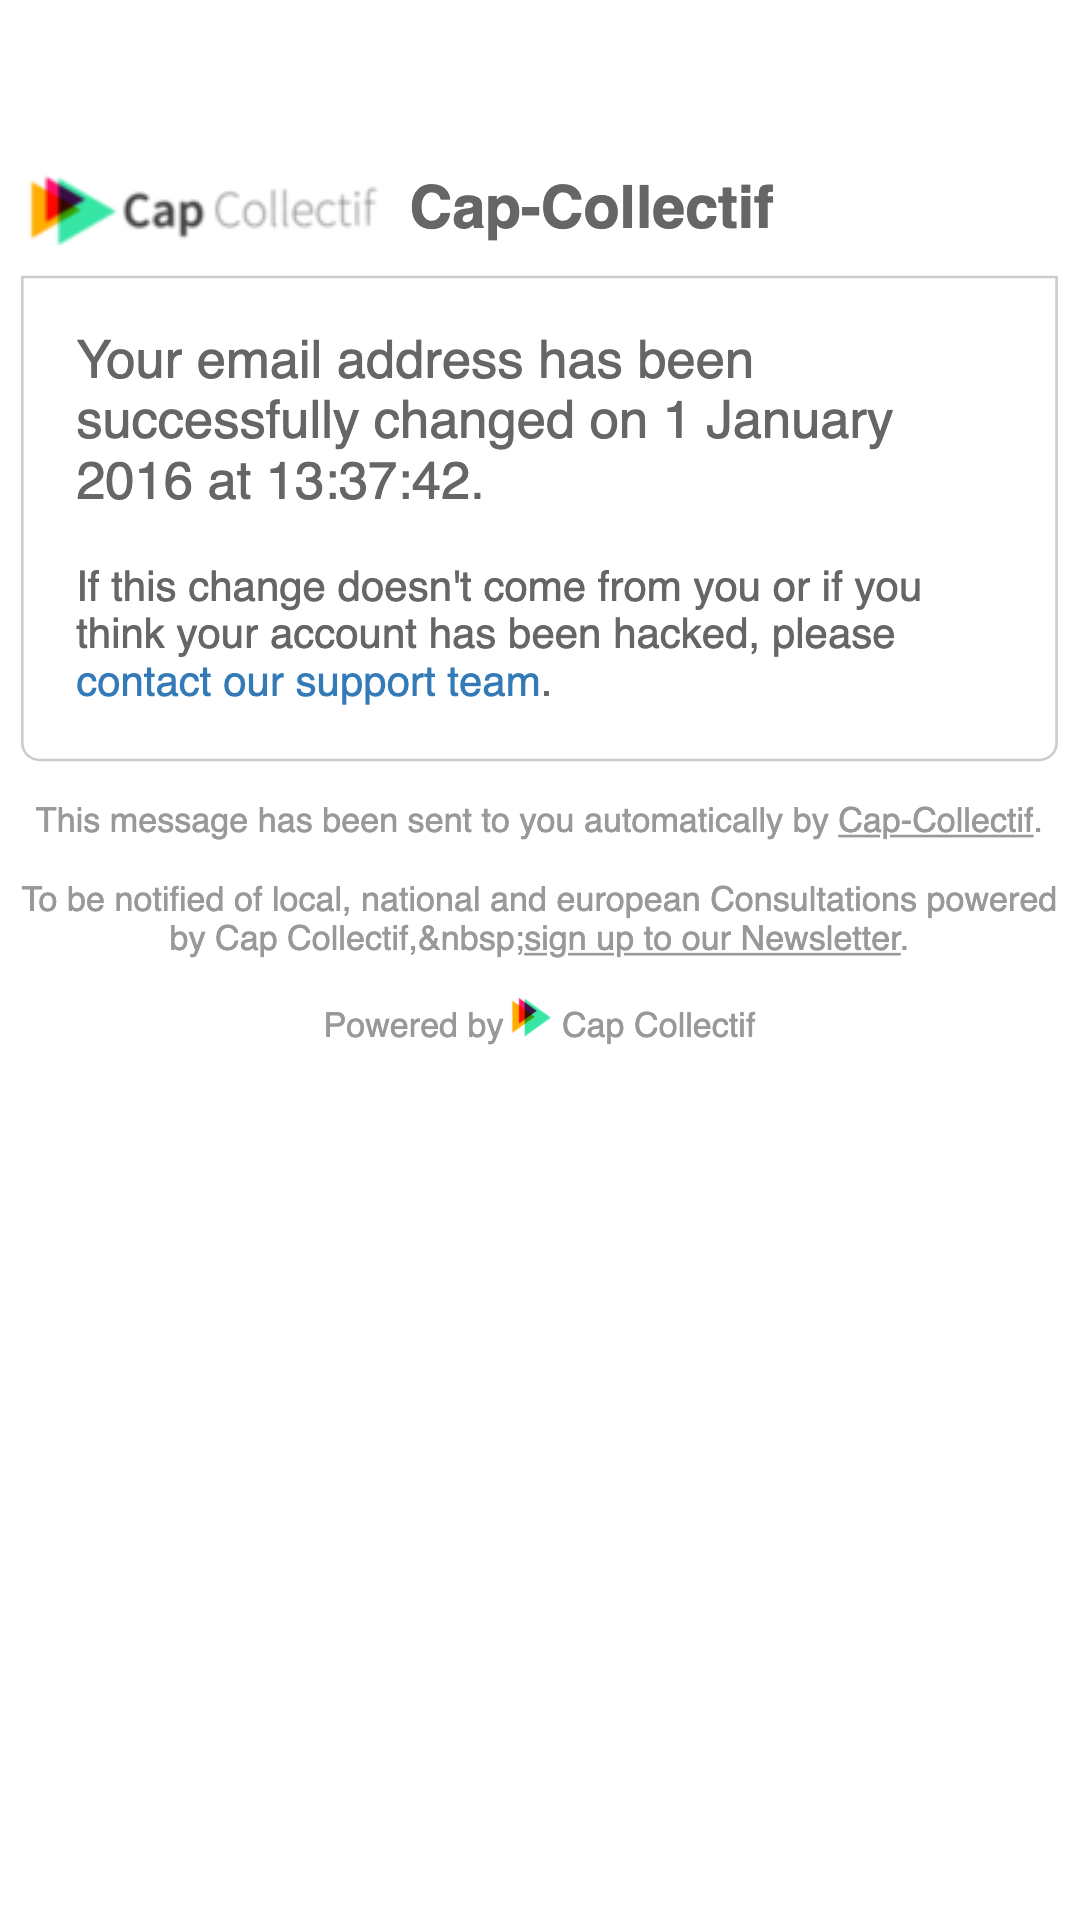 Cap Collectif Cap-Collectif
Your email address has been
successfully changed on 1 January
2016 at 13:37:42.
If this change doesn't come from you or if you
think your account has been hacked, please
contact our support team.
This message has been sent to you automatically by Cap-Collectif.
To be notified of local, national and european Consultations powered
by Cap Collectif,&nbsp;sign up to our Newsletter.
Powered by Cap Collectif